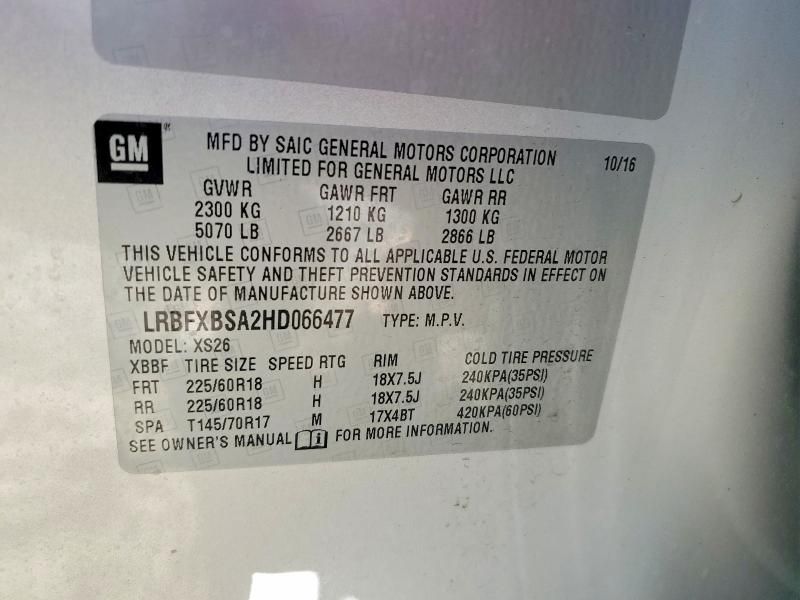 GM
MFD BY SAIC GENERAL MOTORS CORPORATION 10/16
LIMITED FOR GENERAL MOTORS LLC
GVWR GAWR FRT GAWR RR
2300 KG 1210 KG 1300 KG
5070 LB 2667 LB 2866 LB
THIS VEHICLE CONFORMS TO ALL APPLICABLE U.S. FEDERAL MOTOR
VEHICLE SAFETY AND THEFT PREVENTION STANDARDS IN EFFECT ON
THE DATE OF MANUFACTURE SHOWN ABOVE.
LRBFXBSA2HD066477 TYPE: M.P.V.
MODEL: XS26
XBBF TIRE SIZE SPEED RTG RIM COLD TIRE PRESSURE
FRT 225/60R18 H 18X7.5J 240KPA(35PSI)
RR 225/60R18 H 18X7.5J 240KPA(35PSI)
SPA T145/70R17 M 17X4BT 420KPA(60PSI)
SEE OWNER'S MANUAL i FOR MORE INFORMATION.